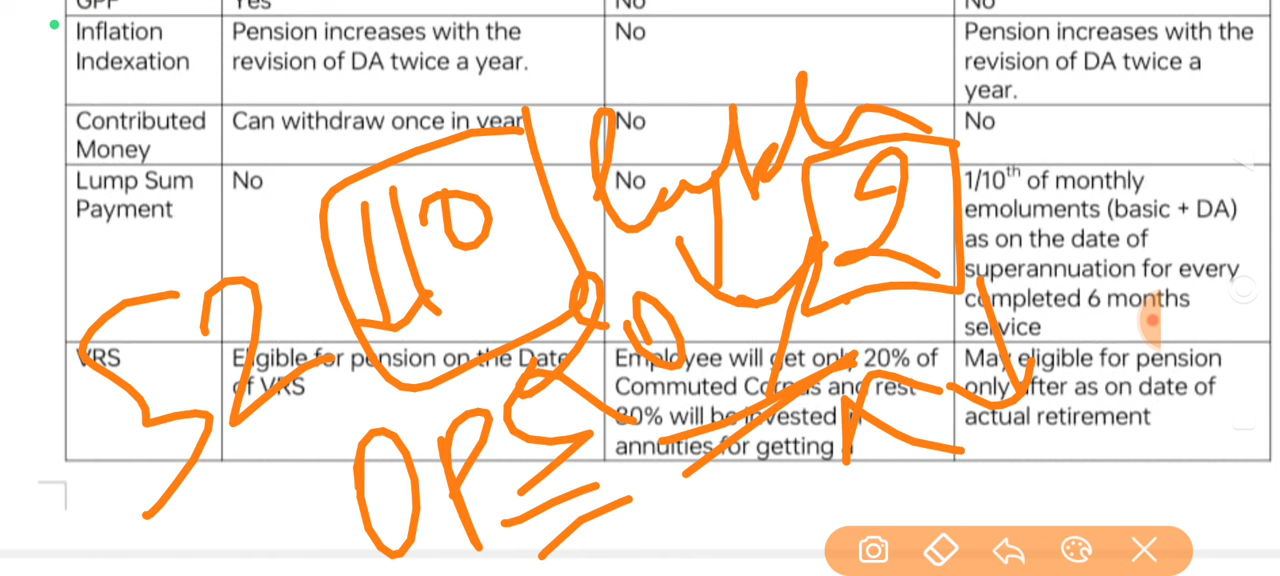 GPF Yes No No
Inflation Indexation
Pension increases with the revision of DA twice a year.
No
Pension increases with the revision of DA twice a year.
Contributed Money
Can withdraw once in year
No
No
Lump Sum Payment
No
No
1/10th of monthly emoluments (basic + DA) as on the date of superannuation for every completed 6 months service
VRS
Eligible for pension on the Date of VRS
Employee will get only 20% of Commuted Corpus and rest 80% will be invested in annuities for getting
May eligible for pension only after as on date of actual retirement
52
2
OPS